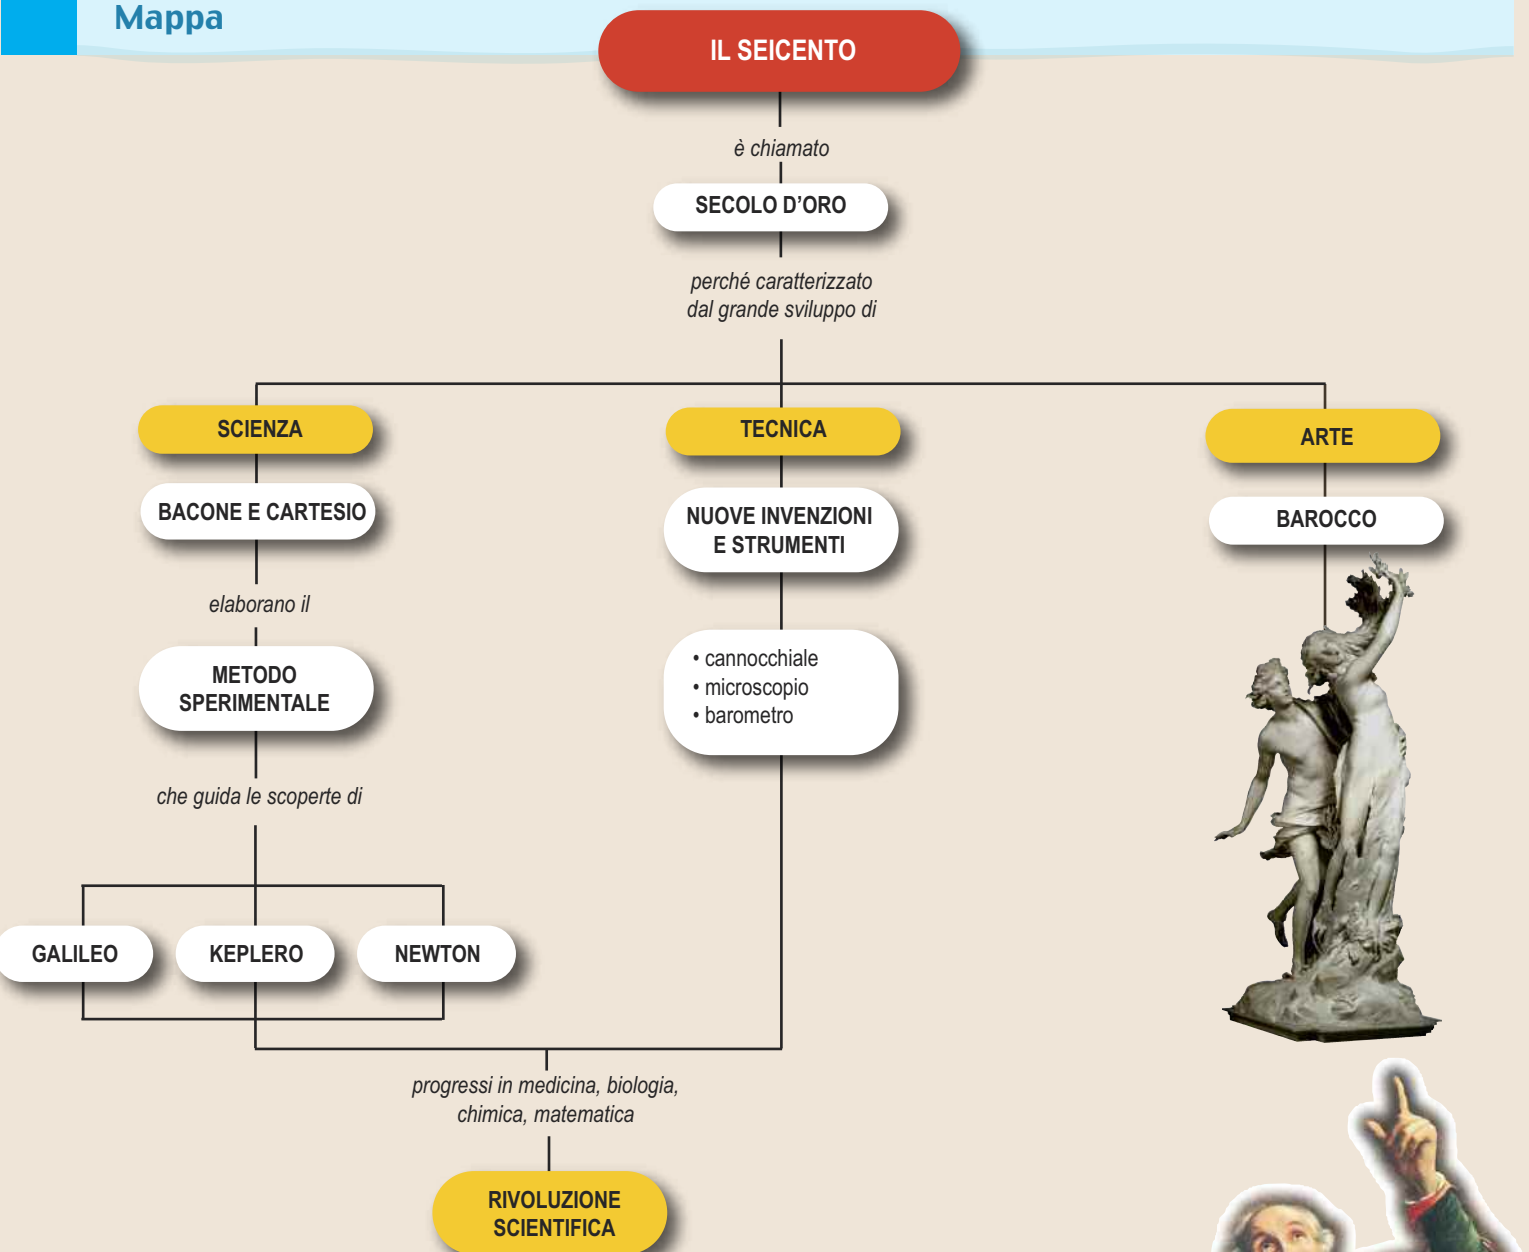 Mappa
IL SEICENTO
è chiamato
SECOLO D'ORO
perché caratterizzato
dal grande sviluppo di
SCIENZA
BACONE E CARTESIO
elaborano il
METODO
SPERIMENTALE
che guida le scoperte di
GALILEO
KEPLERO
NEWTON
TECNICA
NUOVE INVENZIONI
E STRUMENTI
• cannocchiale
• microscopio
• barometro
ARTE
BAROCCO
progressi in medicina, biologia,
chimica, matematica
RIVOLUZIONE
SCIENTIFICA